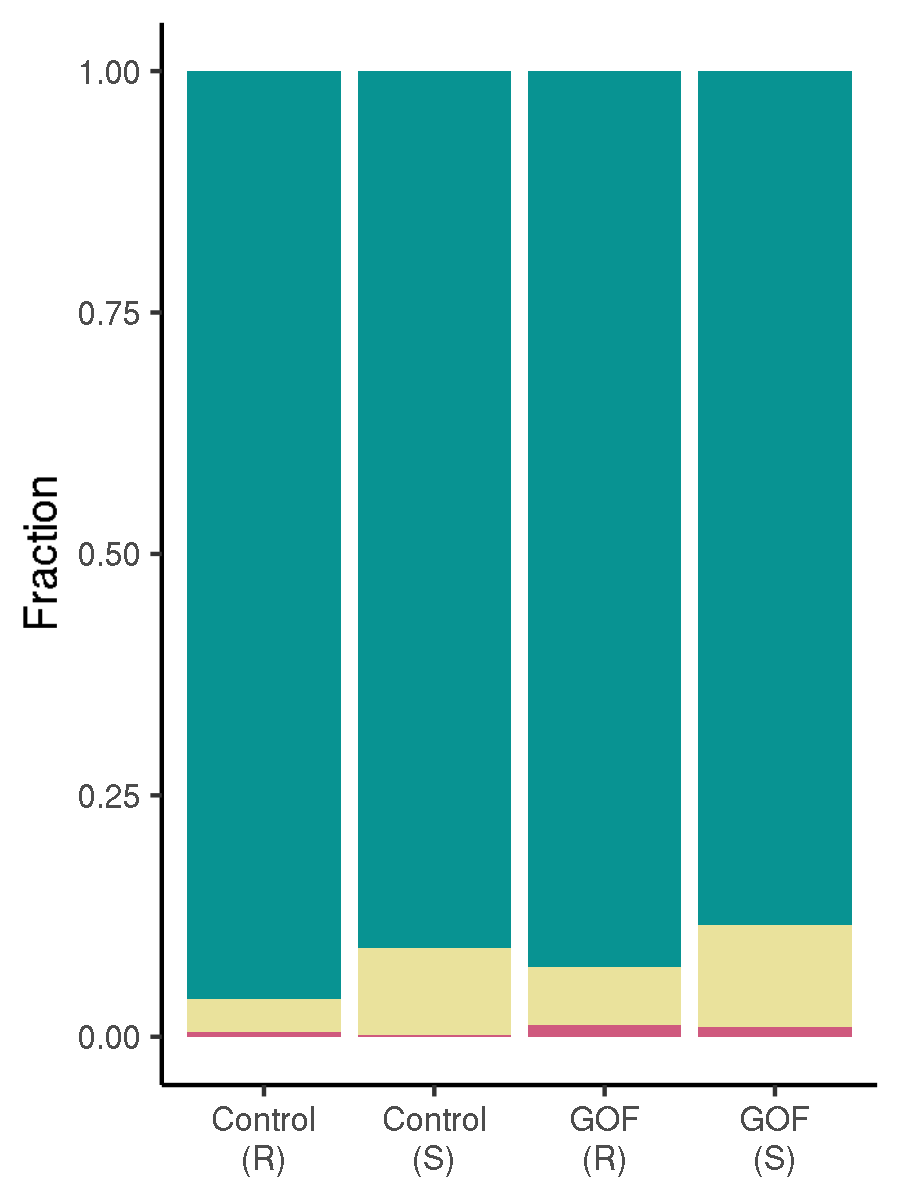 Fraction
1.00
0.75
0.50
0.25
0.00
Control
(R)
Control
(S)
GOF
(R)
GOF
(S)